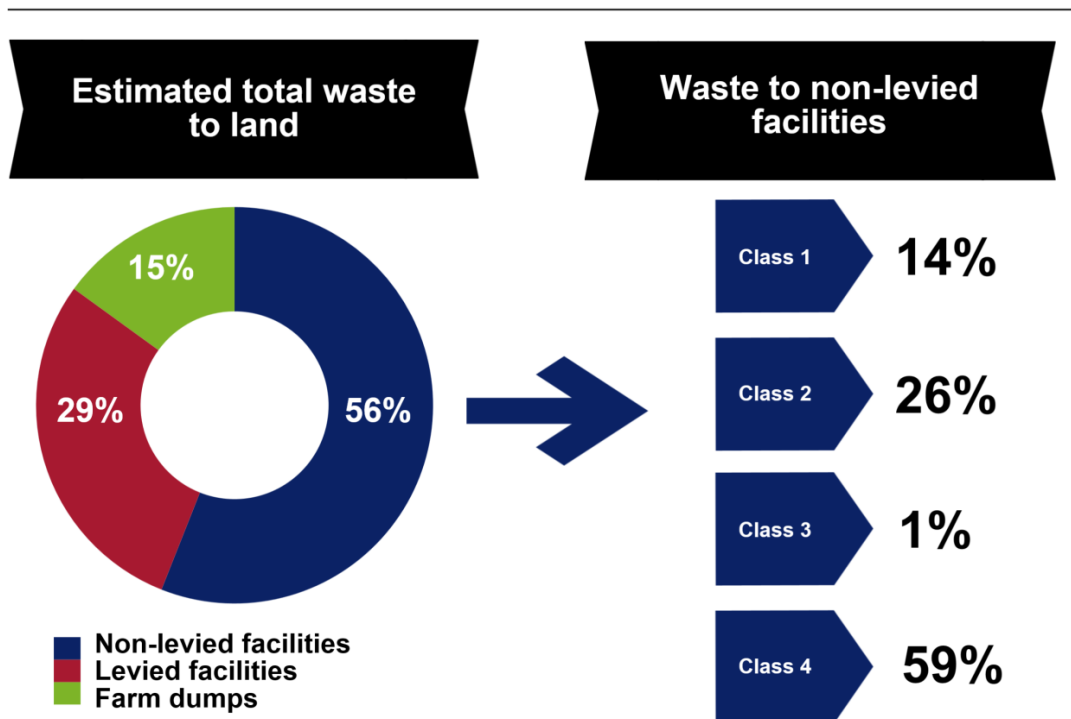 Estimated total waste
to land
Waste to non-levied
facilities
15%
29%
56%
Non-levied facilities
Levied facilities
Farm dumps
Class 1
14%
Class 2
26%
Class 3
1%
Class 4
59%